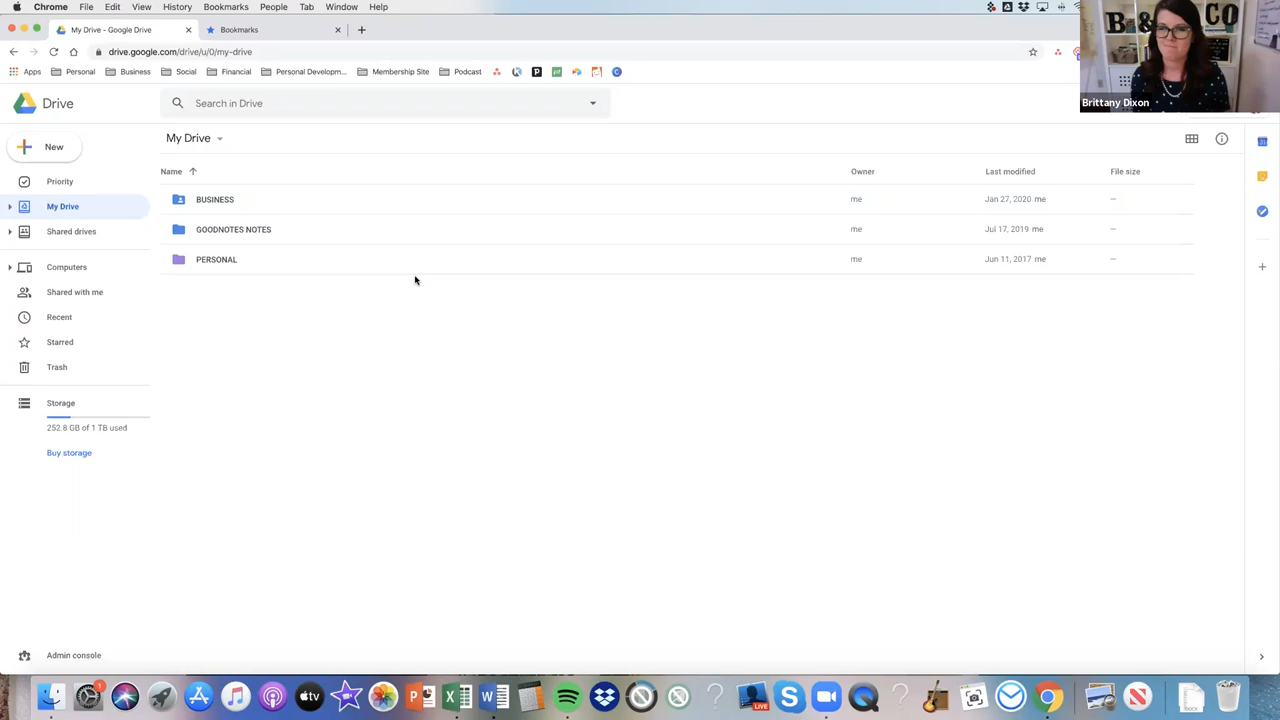 Chrome File Edit View History Bookmarks People Tab Window Help
My Drive - Google Drive Bookmarks
drive.google.com/drive/u/0/my-drive
Apps Personal Business Social Financial Personal Developm... Membership Site Podcast
B & CO
Brittany Dixon
Drive Search in Drive
New
My Drive
Name Owner Last modified File size
Priority
BUSINESS me Jan 27, 2020 me –
My Drive
GOODNOTES NOTES me Jul 17, 2019 me –
Shared drives
PERSONAL me Jun 11, 2017 me –
Computers
Shared with me
Recent
Starred
Trash
Storage
252.8 GB of 1 TB used
Buy storage
Admin console